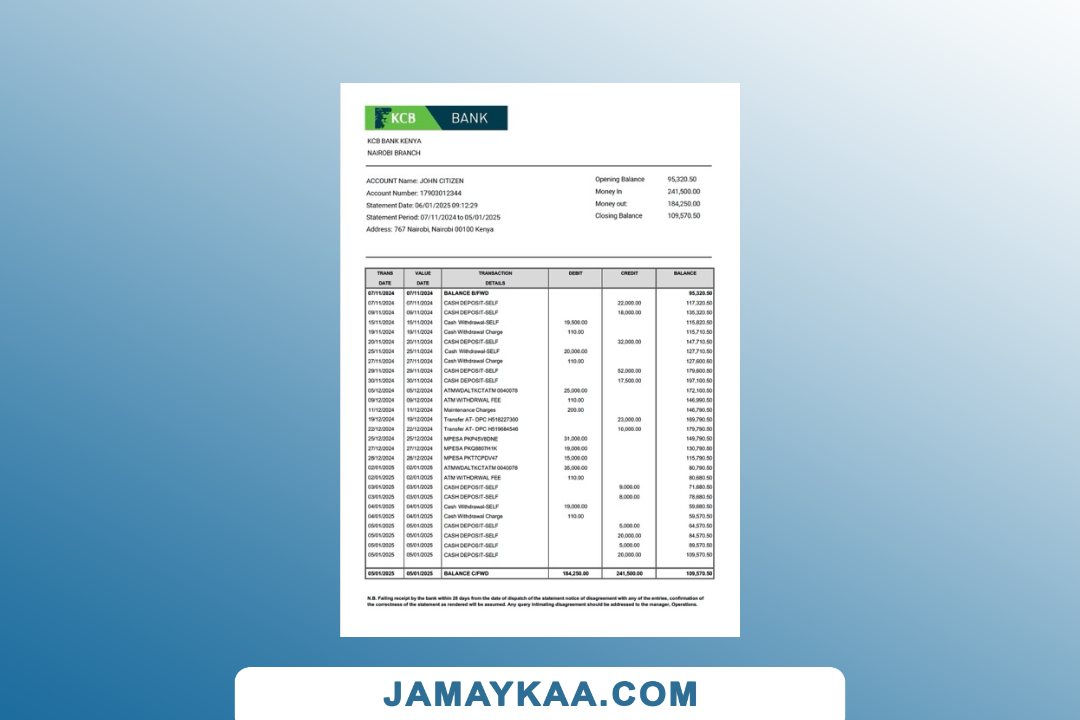 KCB BANK
KCB BANK KENYA
NAIROBI BRANCH
ACCOUNT Name: JOHN CITIZEN
Account Number: 17903012344
Statement Date: 06/01/2025 09:12:29
Statement Period: 07/11/2024 to 05/01/2025
Address: 767 Nairobi, Nairobi 00100 Kenya
Opening Balance 95,320.50
Money In 241,500.00
Money out: 184,250.00
Closing Balance 109,570.50
TRANS DATE VALUE DATE TRANSACTION DETAILS DEBIT CREDIT BALANCE
07/11/2024 07/11/2024 BALANCE B/FWD 95,320.50
07/11/2024 07/11/2024 CASH DEPOSIT-SELF 22,000.00 117,320.50
09/11/2024 09/11/2024 CASH DEPOSIT-SELF 18,000.00 135,320.50
15/11/2024 15/11/2024 Cash Withdrawal-SELF 19,500.00 115,820.50
19/11/2024 19/11/2024 Cash Withdrawal Charge 110.00 115,710.50
20/11/2024 20/11/2024 CASH DEPOSIT-SELF 32,000.00 147,710.50
25/11/2024 25/11/2024 Cash Withdrawal-SELF 20,000.00 127,710.50
27/11/2024 27/11/2024 Cash Withdrawal Charge 110.00 127,600.60
29/11/2024 29/11/2024 CASH DEPOSIT-SELF 52,000.00 179,600.50
30/11/2024 30/11/2024 CASH DEPOSIT-SELF 17,500.00 197,100.50
05/12/2024 05/12/2024 ATMWDALTKCTATM 0040078 25,000.00 172,100.50
09/12/2024 09/12/2024 ATM WITHDRWAL FEE 110.00 146,990.50
11/12/2024 11/12/2024 Maintenance Charges 200.00 146,790.50
19/12/2024 19/12/2024 Transfer AT- DPC H518227380 23,000.00 169,790.50
22/12/2024 22/12/2024 Transfer AT- DPC H519684546 10,000.00 179,790.50
25/12/2024 25/12/2024 MPESA PKP4SV8DNE 31,000.00 149,790.50
27/12/2024 27/12/2024 MPESA PKQ8807H1K 19,000.00 130,790.50
28/12/2024 28/12/2024 MPESA PKT7CPDV47 15,000.00 115,790.50
02/01/2025 02/01/2025 ATMWDALTKCTATM 0040078 35,000.00 80,790.50
02/01/2025 02/01/2025 ATM WITHDRWAL FEE 110.00 80,680.50
03/01/2025 03/01/2025 CASH DEPOSIT-SELF 9,000.00 71,680.50
03/01/2025 03/01/2025 CASH DEPOSIT-SELF 8,000.00 78,680.50
04/01/2025 04/01/2025 Cash Withdrawal-SELF 19,000.00 59,680.50
04/01/2025 04/01/2025 Cash Withdrawal Charge 110.00 59,570.50
05/01/2025 05/01/2025 CASH DEPOSIT-SELF 5,000.00 64,570.50
05/01/2025 05/01/2025 CASH DEPOSIT-SELF 20,000.00 84,570.50
05/01/2025 05/01/2025 CASH DEPOSIT-SELF 5,000.00 89,570.50
05/01/2025 05/01/2025 CASH DEPOSIT-SELF 20,000.00 109,570.50
05/01/2025 05/01/2025 BALANCE C/FWD 184,250.00 241,500.00 109,570.50
N.B. Failing receipt by the bank within 28 days from the date of dispatch of the statement notice of disagreement with any of the entries, confirmation of
the correctness of the statement as rendered will be assumed. Any query intimating disagreement should be addressed to the manager, Operations.
JAMAYKAA.COM